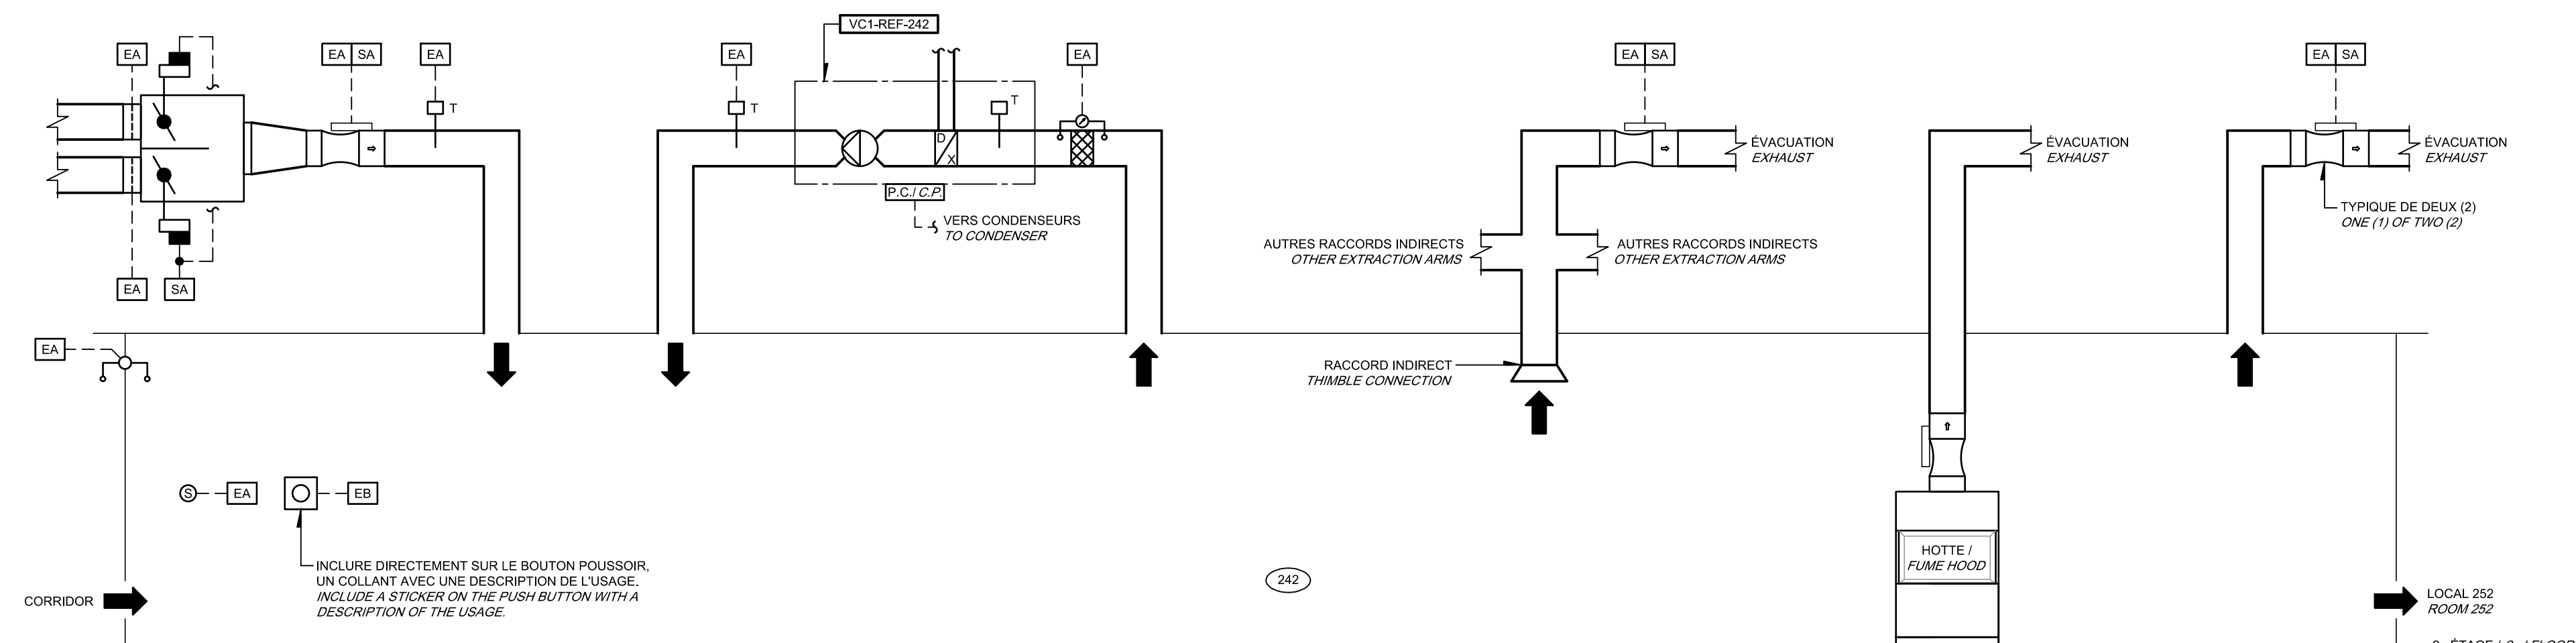 VC1-REF-242
EA
EA SA
EA
EA
EA
EA SA
EA SA
T
T
T
D
X
ÉVACUATION
EXHAUST
ÉVACUATION
EXHAUST
ÉVACUATION
EXHAUST
P.C./ C.P.
VERS CONDENSEURS
TO CONDENSER
TYPIQUE DE DEUX (2)
ONE (1) OF TWO (2)
AUTRES RACCORDS INDIRECTS
OTHER EXTRACTION ARMS
AUTRES RACCORDS INDIRECTS
OTHER EXTRACTION ARMS
EA
SA
EA
RACCORD INDIRECT
THIMBLE CONNECTION
S
EA
EB
INCLURE DIRECTEMENT SUR LE BOUTON POUSSOIR,
UN COLLANT AVEC UNE DESCRIPTION DE L'USAGE.
INCLUDE A STICKER ON THE PUSH BUTTON WITH A
DESCRIPTION OF THE USAGE.
242
HOTTE /
FUME HOOD
CORRIDOR
LOCAL 252
ROOM 252